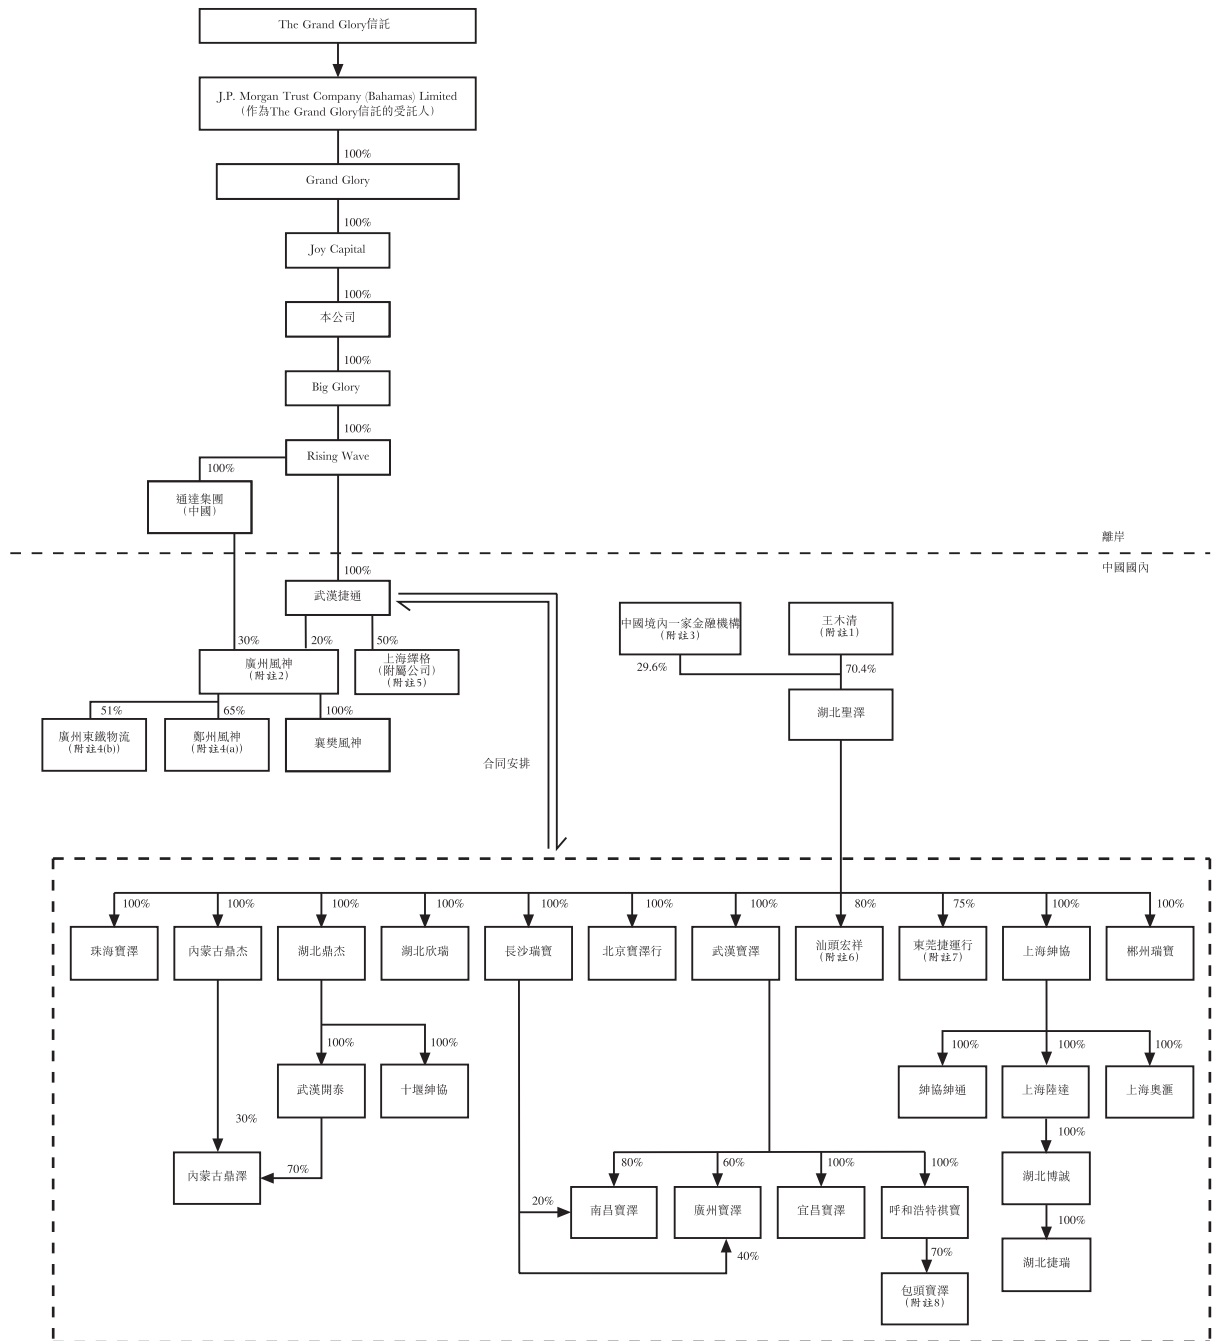 The Grand Glory信託
J.P. Morgan Trust Company (Bahamas) Limited
(作為The Grand Glory信託的受託人)
100%
Grand Glory
100%
Joy Capital
100%
本公司
100%
Big Glory
100%
Rising Wave
100%
通達集團
(中國)
離岸
中國國內
100%
武漢捷通
中國境內一家金融機構
(附註3)
王木清
(附註1)
30%
20%
50%
29.6%
70.4%
廣州風神
(附註2)
上海繹格
(附屬公司)
(附註5)
湖北聖澤
51%
65%
100%
廣州東鐵物流
(附註4(b))
鄭州風神
(附註4(a))
襄樊風神
合同安排
100%
100%
100%
100%
100%
100%
100%
80%
75%
100%
100%
珠海寶澤
內蒙古鼎杰
湖北鼎杰
湖北欣瑞
長沙瑞寶
北京寶澤行
武漢寶澤
汕頭宏祥
(附註6)
東莞捷運行
(附註7)
上海紳協
郴州瑞寶
100%
100%
100%
100%
100%
武漢開泰
十堰紳協
紳協紳通
上海陸達
上海奧滙
30%
100%
70%
內蒙古鼎澤
80%
60%
100%
100%
湖北博誠
20%
南昌寶澤
廣州寶澤
宜昌寶澤
呼和浩特祺寶
100%
40%
70%
湖北捷瑞
包頭寶澤
(附註8)